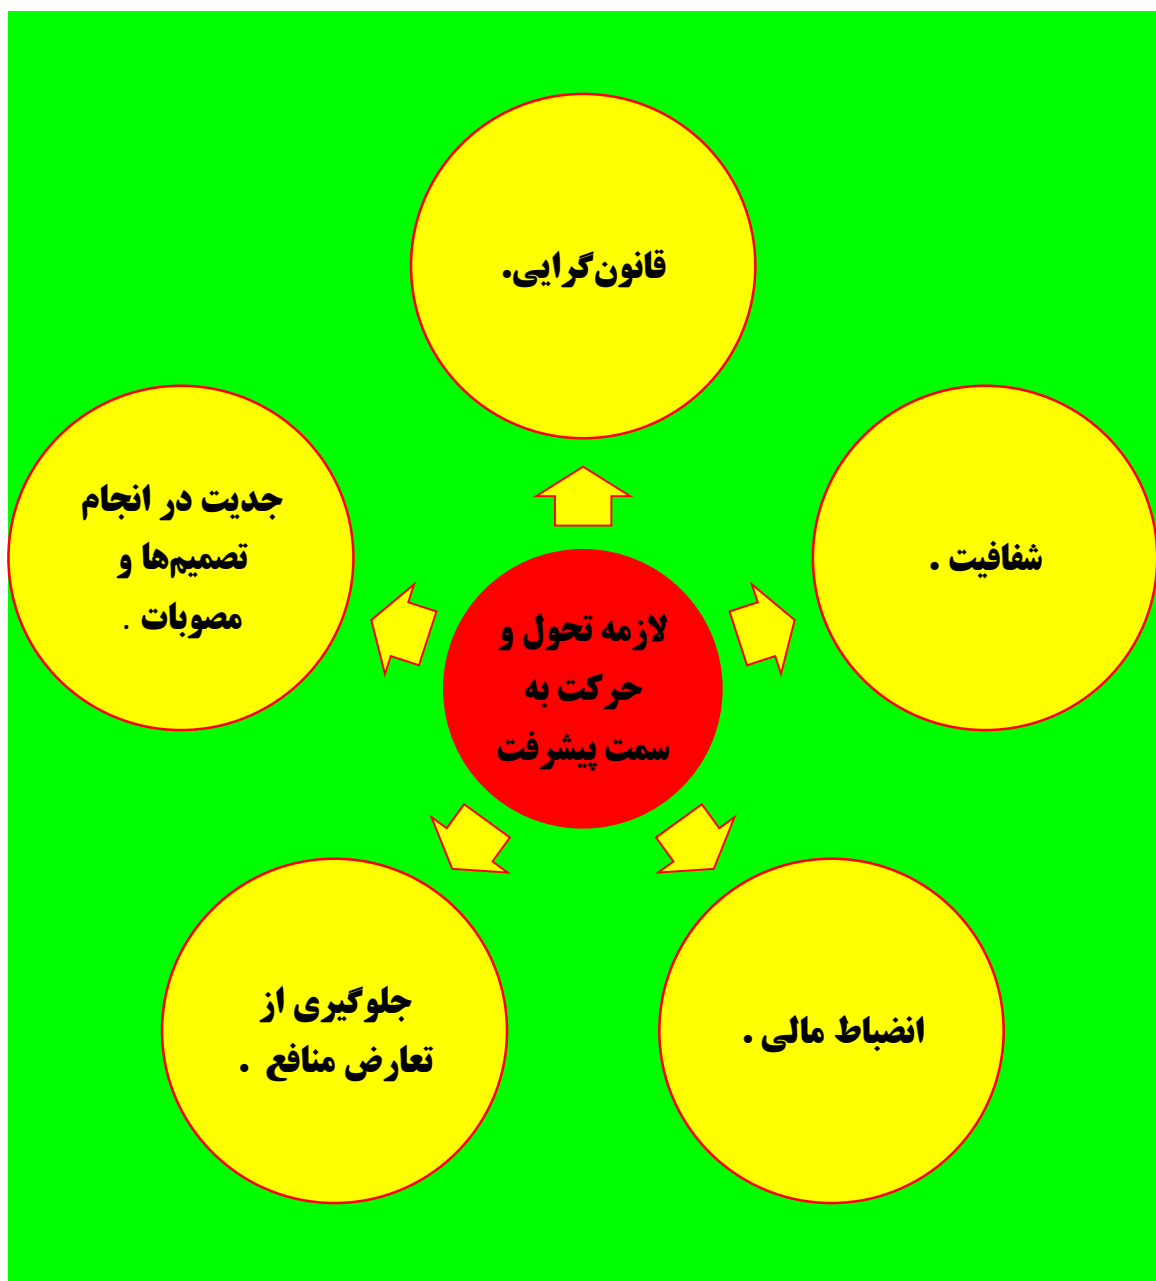 قانون‌گرایی.
جدیت در انجام
تصمیم‌ها و
مصوبات .
شفافیت .
لازمه تحول و
حرکت به
سمت پیشرفت
جلوگیری از
تعارض منافع .
انضباط مالی .